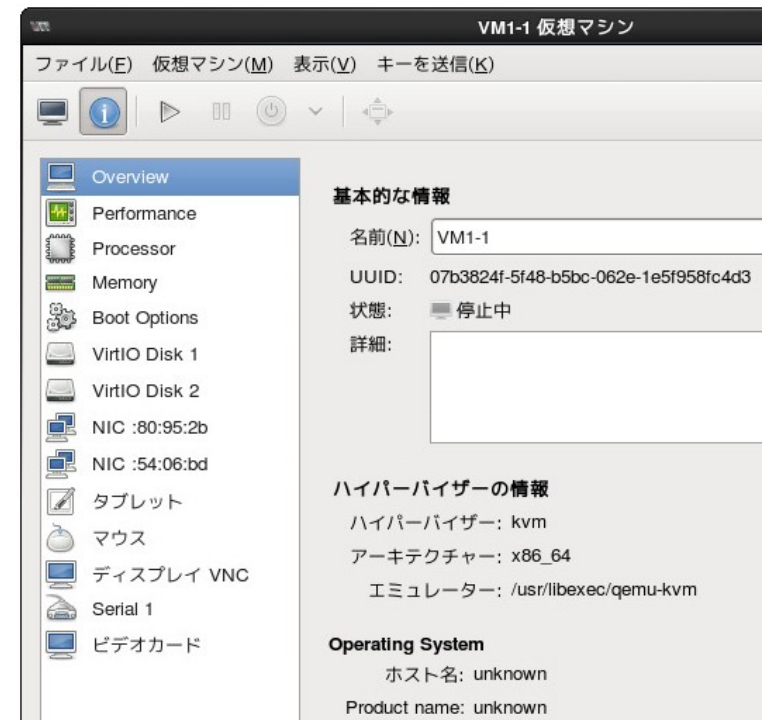 VM1-1 仮想マシン
ファイル(F) 仮想マシン(M) 表示(V) キーを送信(K)
Overview
Performance
Processor
Memory
Boot Options
VirtIO Disk 1
VirtIO Disk 2
NIC :80:95:2b
NIC :54:06:bd
タブレット
マウス
ディスプレイ VNC
Serial 1
ビデオカード
基本的な情報
名前(N): VM1-1
UUID: 07b3824f-5f48-b5bc-062e-1e5f958fc4d3
状態: 停止中
詳細:
ハイパーバイザーの情報
ハイパーバイザー: kvm
アーキテクチャー: x86_64
エミュレーター: /usr/libexec/qemu-kvm
Operating System
ホスト名: unknown
Product name: unknown